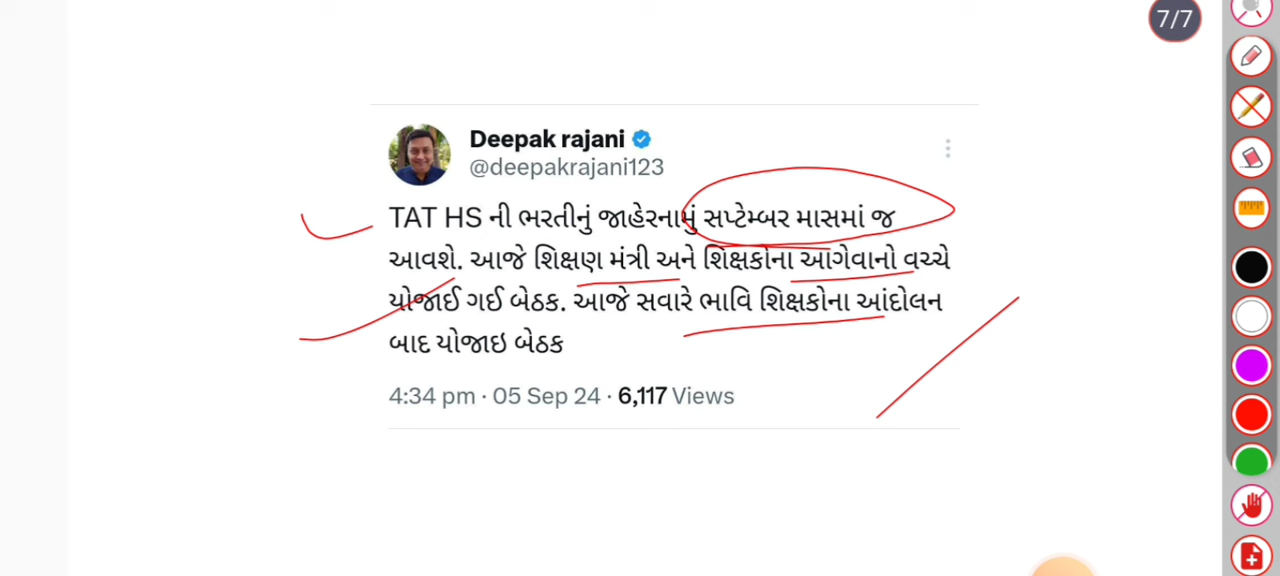 7/7
Deepak rajani
@deepakrajani123
TAT HS ની ભરતીનું જાહેરનામું સપ્ટેમ્બર માસમાં જ
આવશે. આજે શિક્ષણ મંત્રી અને શિક્ષકોના આગેવાનો વચ્ચે
યોજાઈ ગઈ બેઠક. આજે સવારે ભાવિ શિક્ષકોના આંદોલન
બાદ યોજાઇ બેઠક
4:34 pm · 05 Sep 24 · 6,117 Views